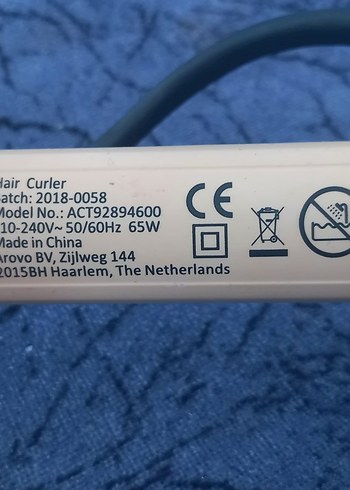 Hair Curler
Batch: 2018-0058
Model No.: ACT92894600
110-240V~ 50/60Hz 65W
Made in China
Arovo BV, Zijlweg 144
2015BH Haarlem, The Netherlands
CE